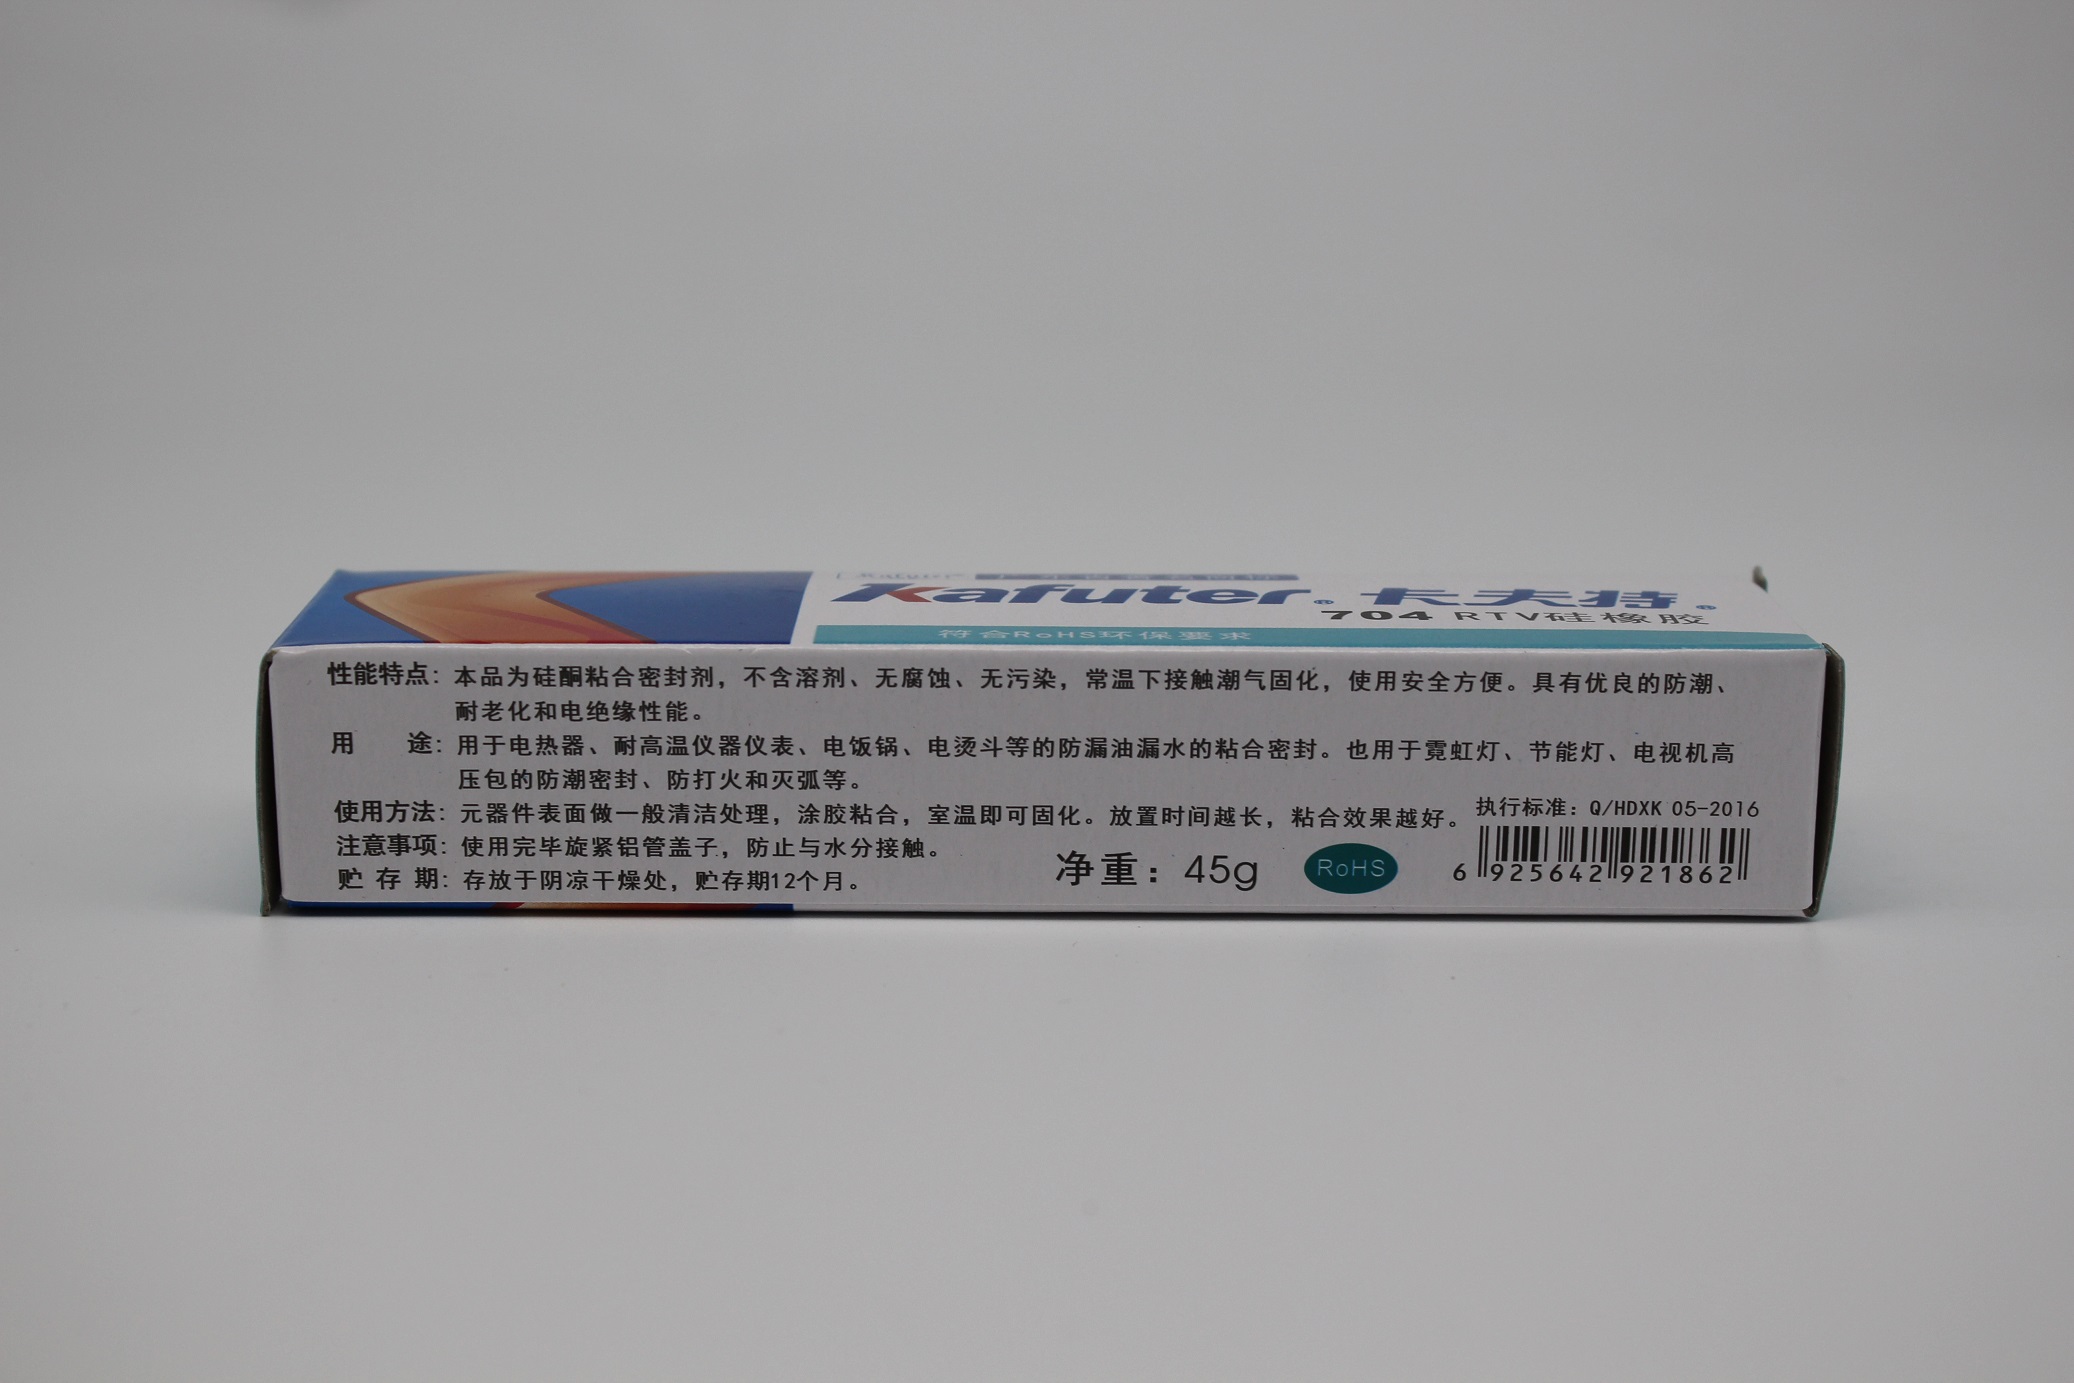 Kafuter® 卡夫特®
704 RTV硅橡胶
符合RoHS环保要求
性能特点: 本品为硅酮粘合密封剂，不含溶剂、无腐蚀、无污染，常温下接触潮气固化，使用安全方便。具有优良的防潮、
耐老化和电绝缘性能。
用 途: 用于电热器、耐高温仪器仪表、电饭锅、电烫斗等的防漏油漏水的粘合密封。也用于霓虹灯、节能灯、电视机高
压包的防潮密封、防打火和灭弧等。
使用方法: 元器件表面做一般清洁处理，涂胶粘合，室温即可固化。放置时间越长，粘合效果越好。
执行标准: Q/HDXK 05-2016
注意事项: 使用完毕旋紧铝管盖子，防止与水分接触。
贮 存 期: 存放于阴凉干燥处，贮存期12个月。
净重: 45g
RoHS
6 925642 921862